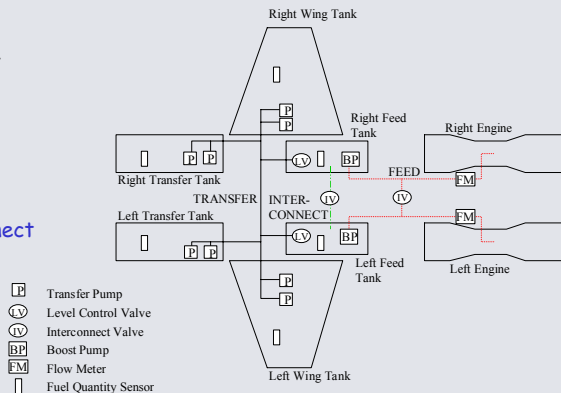 Right Wing Tank
P
P
Right Feed
Tank
Right Engine
P P
LV
BP
FEED
FM
Right Transfer Tank
TRANSFER
INTER-
CONNECT
IV
IV
Left Transfer Tank
nect
FM
LV
BP
P P
Left Feed
Tank
Left Engine
P
P
Left Wing Tank
P Transfer Pump
LV Level Control Valve
IV Interconnect Valve
BP Boost Pump
FM Flow Meter
Fuel Quantity Sensor